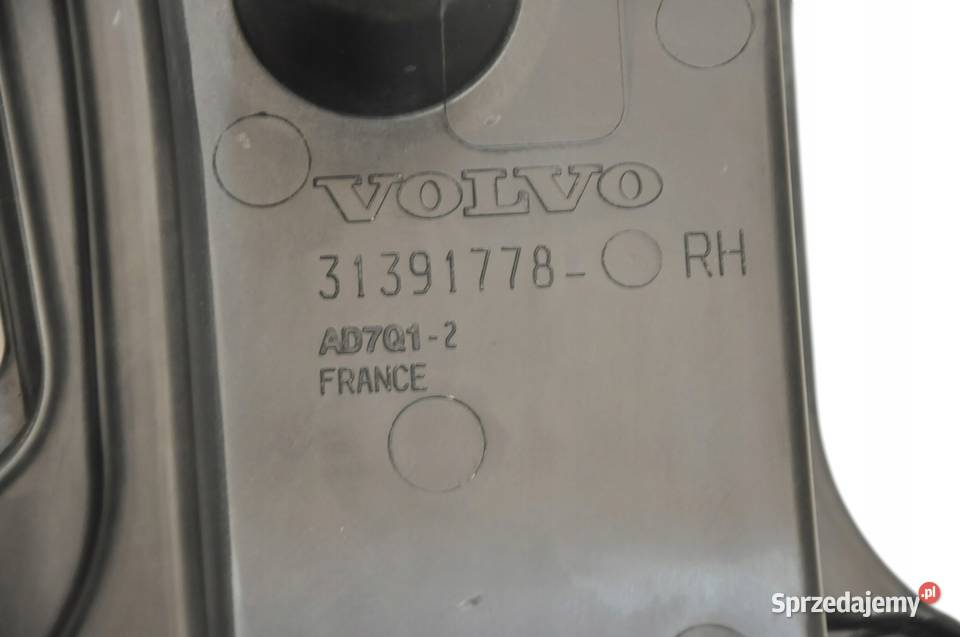 VOLVO
31391778- RH
AD7Q1-2
FRANCE
Sprzedajemy.pl